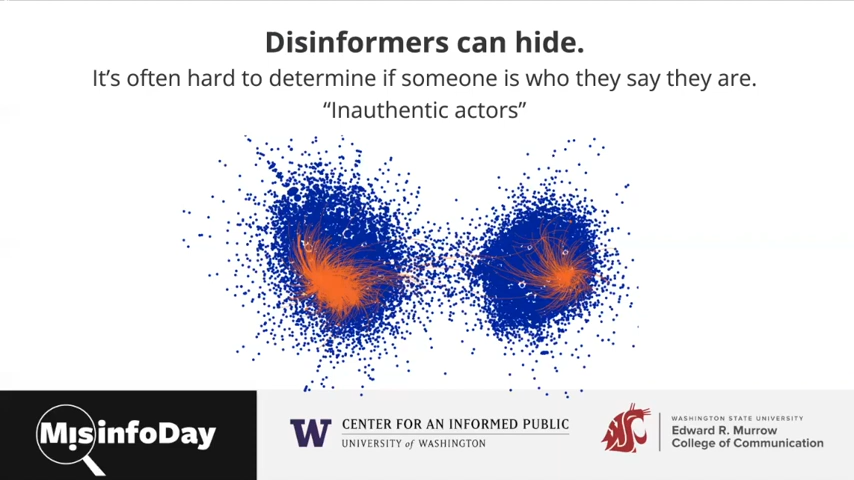 Disinformers can hide.
It’s often hard to determine if someone is who they say they are.
“Inauthentic actors”
MisinfoDay
W
CENTER FOR AN INFORMED PUBLIC
UNIVERSITY of WASHINGTON
WASHINGTON STATE UNIVERSITY
Edward R. Murrow
College of Communication